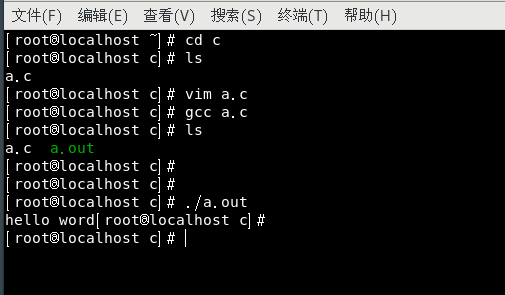 文件(F) 编辑(E) 查看(V) 搜索(S) 终端(T) 帮助(H)
[root@localhost ~]# cd c
[root@localhost c]# ls
a.c
[root@localhost c]# vim a.c
[root@localhost c]# gcc a.c
[root@localhost c]# ls
a.c  a.out
[root@localhost c]#
[root@localhost c]#
[root@localhost c]# ./a.out
hello word[root@localhost c]#
[root@localhost c]#